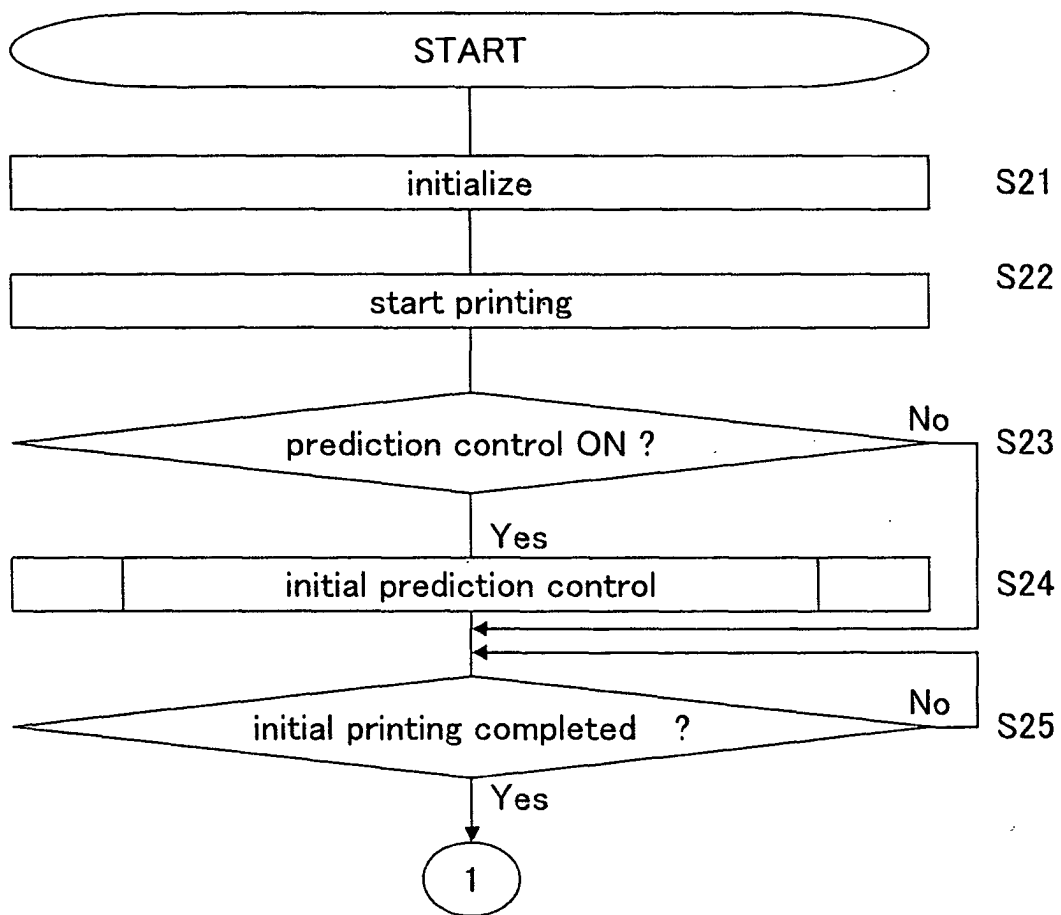 START
initialize S21
start printing S22
prediction control ON ? No S23
Yes
initial prediction control S24
initial printing completed ? No S25
Yes
1